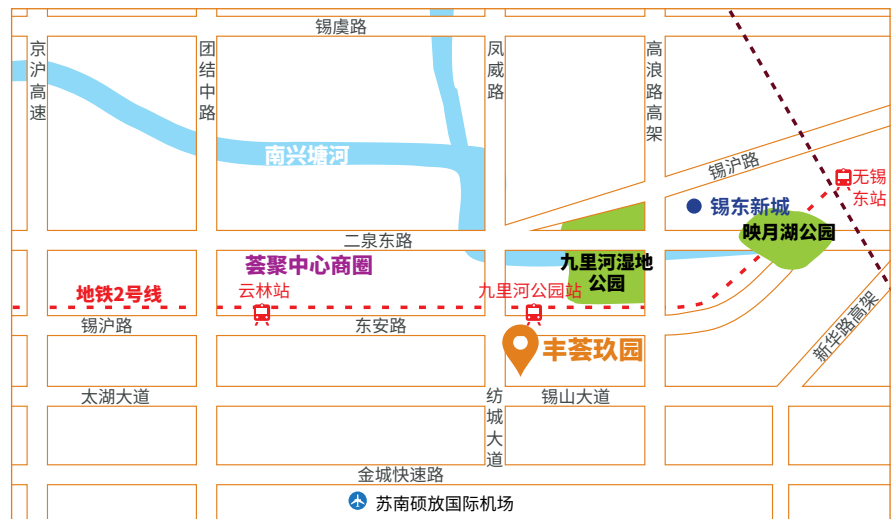 锡虞路
京沪高速
团结中路
凤威路
高浪路高架
南兴塘河
锡沪路
无锡
东站
锡东新城
映月湖公园
二泉东路
荟聚中心商圈
九里河湿地
公园
地铁2号线
云林站
九里河公园站
锡沪路
东安路
新华路高架
丰荟玖园
太湖大道
纺城大道
锡山大道
金城快速路
苏南硕放国际机场